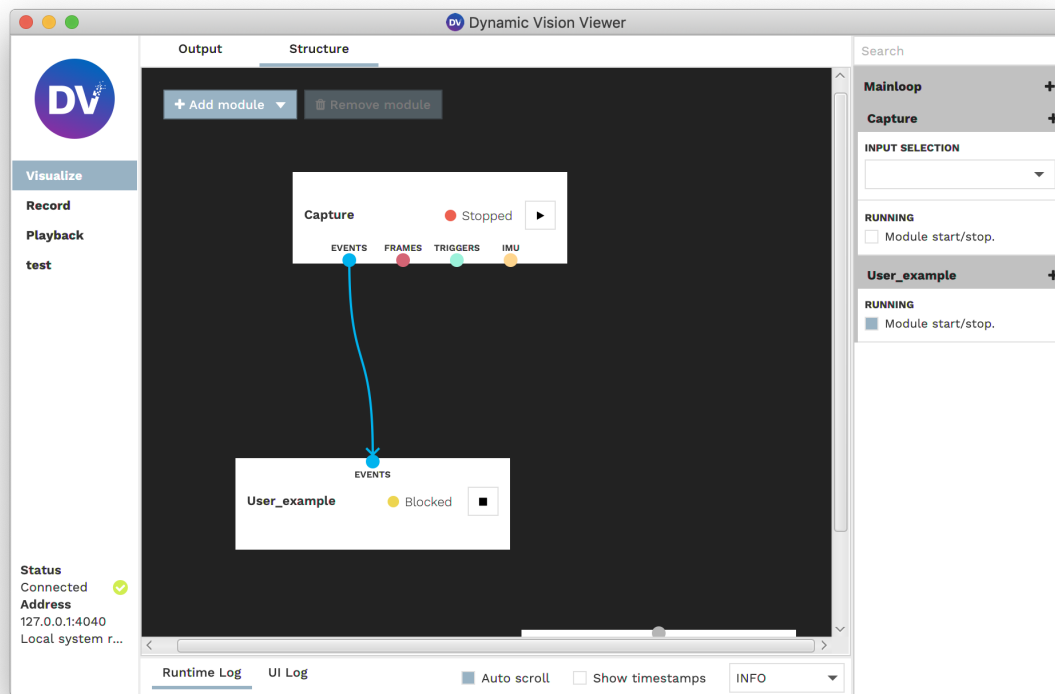 DV Dynamic Vision Viewer
DV
Visualize
Record
Playback
test
Status
Connected
Address
127.0.0.1:4040
Local system r...
Output Structure
+ Add module Remove module
Capture Stopped
EVENTS FRAMES TRIGGERS IMU
EVENTS
User_example Blocked
Runtime Log UI Log Auto scroll Show timestamps INFO
Search
Mainloop +
Capture +
INPUT SELECTION
RUNNING
Module start/stop.
User_example +
RUNNING
Module start/stop.